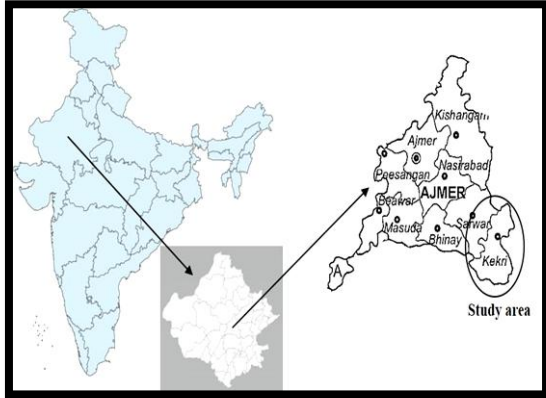 Kishangarh
Ajmer
Nasirabad
Peesangan
AJMER
Beawar
Sarwar
Masuda
Bhinay
Kekri
A
Study area